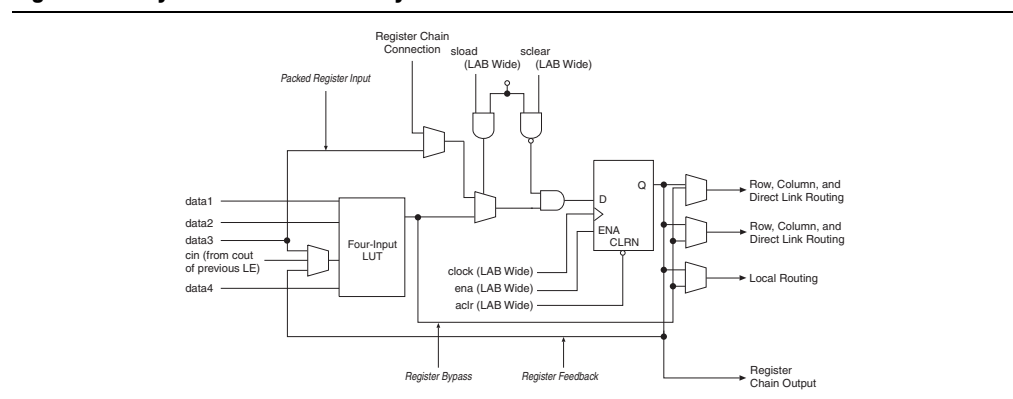 Register Chain
Connection
sload
(LAB Wide)
sclear
(LAB Wide)
Packed Register Input
data1
data2
data3
cin (from cout
of previous LE)
data4
Four-Input
LUT
Q
D
ENA
CLRN
clock (LAB Wide)
ena (LAB Wide)
aclr (LAB Wide)
Row, Column, and
Direct Link Routing
Row, Column, and
Direct Link Routing
Local Routing
Register Bypass
Register Feedback
Register
Chain Output